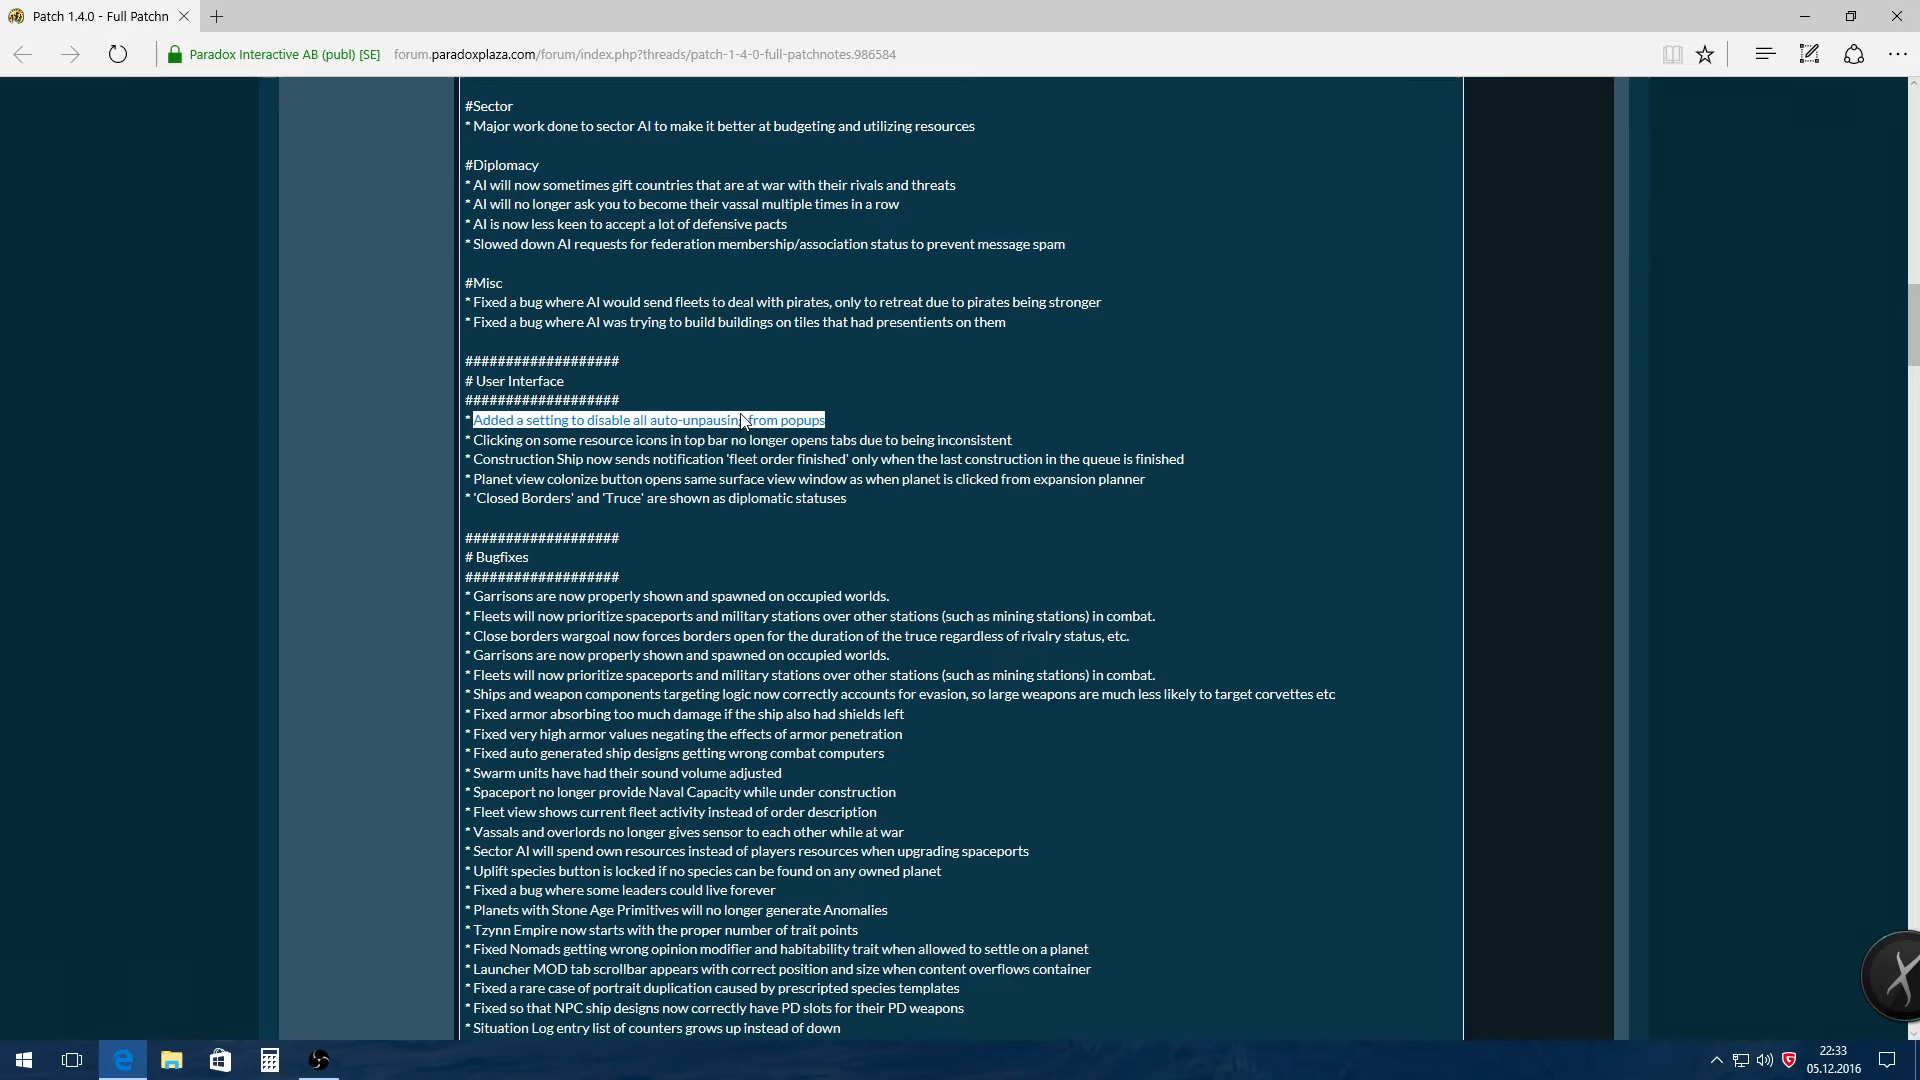 Patch 1.4.0 - Full Patchn
Paradox Interactive AB (publ) [SE] forum.paradoxplaza.com/forum/index.php?threads/patch-1-4-0-full-patchnotes.986584
#Sector
* Major work done to sector AI to make it better at budgeting and utilizing resources
#Diplomacy
* AI will now sometimes gift countries that are at war with their rivals and threats
* AI will no longer ask you to become their vassal multiple times in a row
* AI is now less keen to accept a lot of defensive pacts
* Slowed down AI requests for federation membership/association status to prevent message spam
#Misc
* Fixed a bug where AI would send fleets to deal with pirates, only to retreat due to pirates being stronger
* Fixed a bug where AI was trying to build buildings on tiles that had presentients on them
###################
# User Interface
###################
* Added a setting to disable all auto-unpausing from popups
* Clicking on some resource icons in top bar no longer opens tabs due to being inconsistent
* Construction Ship now sends notification 'fleet order finished' only when the last construction in the queue is finished
* Planet view colonize button opens same surface view window as when planet is clicked from expansion planner
* 'Closed Borders' and 'Truce' are shown as diplomatic statuses
###################
# Bugfixes
###################
* Garrisons are now properly shown and spawned on occupied worlds.
* Fleets will now prioritize spaceports and military stations over other stations (such as mining stations) in combat.
* Close borders wargoal now forces borders open for the duration of the truce regardless of rivalry status, etc.
* Garrisons are now properly shown and spawned on occupied worlds.
* Fleets will now prioritize spaceports and military stations over other stations (such as mining stations) in combat.
* Ships and weapon components targeting logic now correctly accounts for evasion, so large weapons are much less likely to target corvettes etc
* Fixed armor absorbing too much damage if the ship also had shields left
* Fixed very high armor values negating the effects of armor penetration
* Fixed auto generated ship designs getting wrong combat computers
* Swarm units have had their sound volume adjusted
* Spaceport no longer provide Naval Capacity while under construction
* Fleet view shows current fleet activity instead of order description
* Vassals and overlords no longer gives sensor to each other while at war
* Sector AI will spend own resources instead of players resources when upgrading spaceports
* Uplift species button is locked if no species can be found on any owned planet
* Fixed a bug where some leaders could live forever
* Planets with Stone Age Primitives will no longer generate Anomalies
* Tzynn Empire now starts with the proper number of trait points
* Fixed Nomads getting wrong opinion modifier and habitability trait when allowed to settle on a planet
* Launcher MOD tab scrollbar appears with correct position and size when content overflows container
* Fixed a rare case of portrait duplication caused by prescripted species templates
* Fixed so that NPC ship designs now correctly have PD slots for their PD weapons
* Situation Log entry list of counters grows up instead of down
22:33
05.12.2016